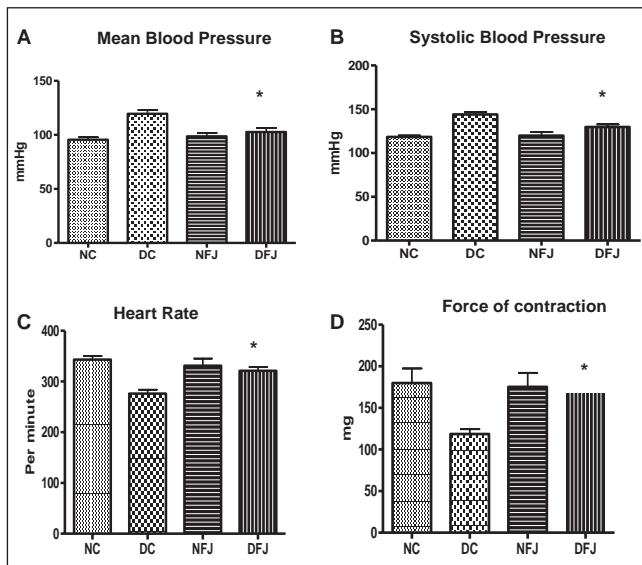 A
Mean Blood Pressure
150
100
50
0
mmHg
NC DC NFJ DFJ
*
B
Systolic Blood Pressure
200
150
100
50
0
mmHg
NC DC NFJ DFJ
*
C
Heart Rate
400
300
200
100
0
Per minute
NC DC NFJ DFJ
*
D
Force of contraction
250
200
150
100
50
0
mg
NC DC NFJ DFJ
*